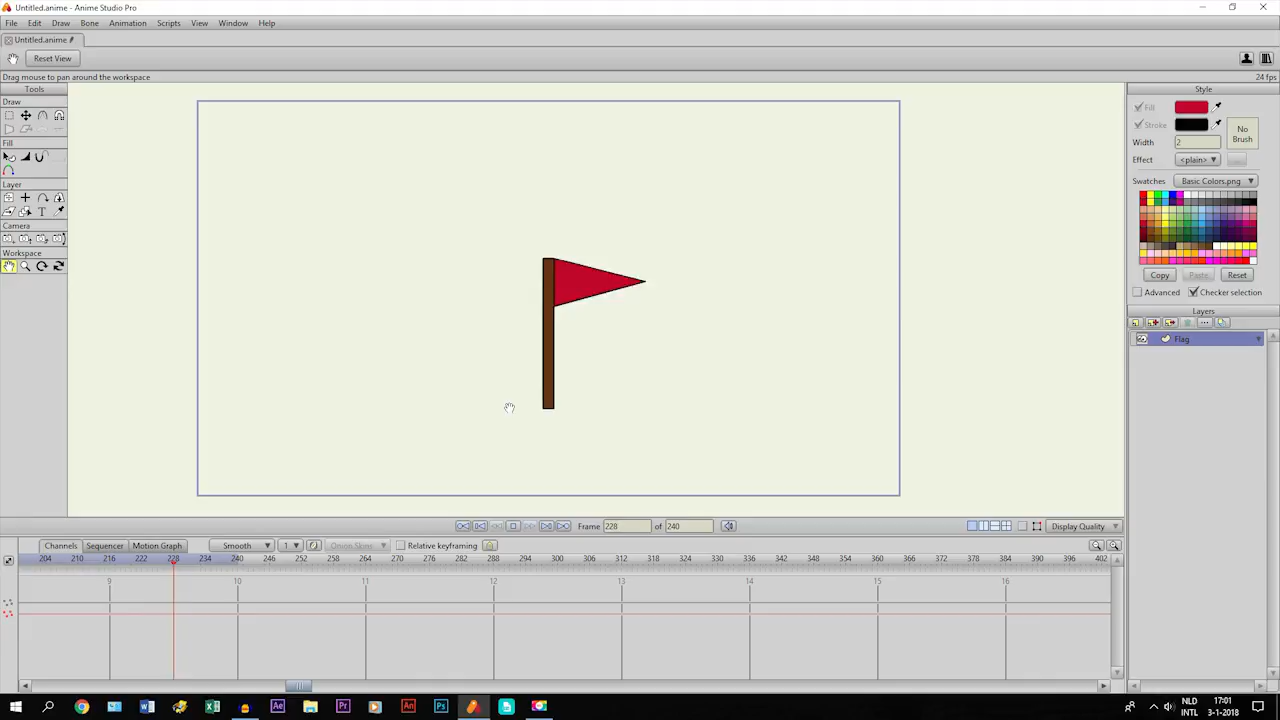 Untitled.anime - Anime Studio Pro
File Edit Draw Bone Animation Scripts View Window Help
Untitled.anime
Reset View
Drag mouse to pan around the workspace
24 fps
Tools
Draw
Fill
Layer
Camera
Workspace
Style
Fill
Stroke
No Brush
Width 2
Effect <plain>
Swatches Basic Colors.png
Copy Paste Reset
Advanced Checker selection
Layers
Flag
Frame 228 of 240 Display Quality
Channels Sequencer Motion Graph Smooth 1 Onion Skins Relative keyframing
204 210 216 222 228 234 240 246 252 258 264 270 276 282 288 294 300 306 312 318 324 330 336 342 348 354 360 366 372 378 384 390 396 402
9 10 11 12 13 14 15 16
NLD 17:01
INTL 3-1-2018